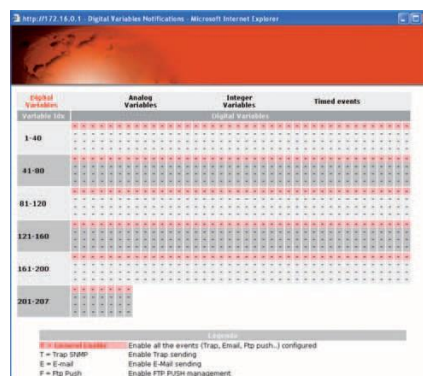 http://172.16.0.1 - Digital Variables Notifications - Microsoft Internet Explorer
Digital Variables
Analog Variables
Integer Variables
Timed events
Variable Idx
Digital Variables
1-40
41-80
81-120
121-160
161-200
201-207
Legenda
= General Enable Enable all the events (Trap, Email, Ftp push..) configured
T = Trap SNMP Enable Trap sending
E = E-mail Enable E-Mail sending
F = Ftp Push Enable FTP PUSH management